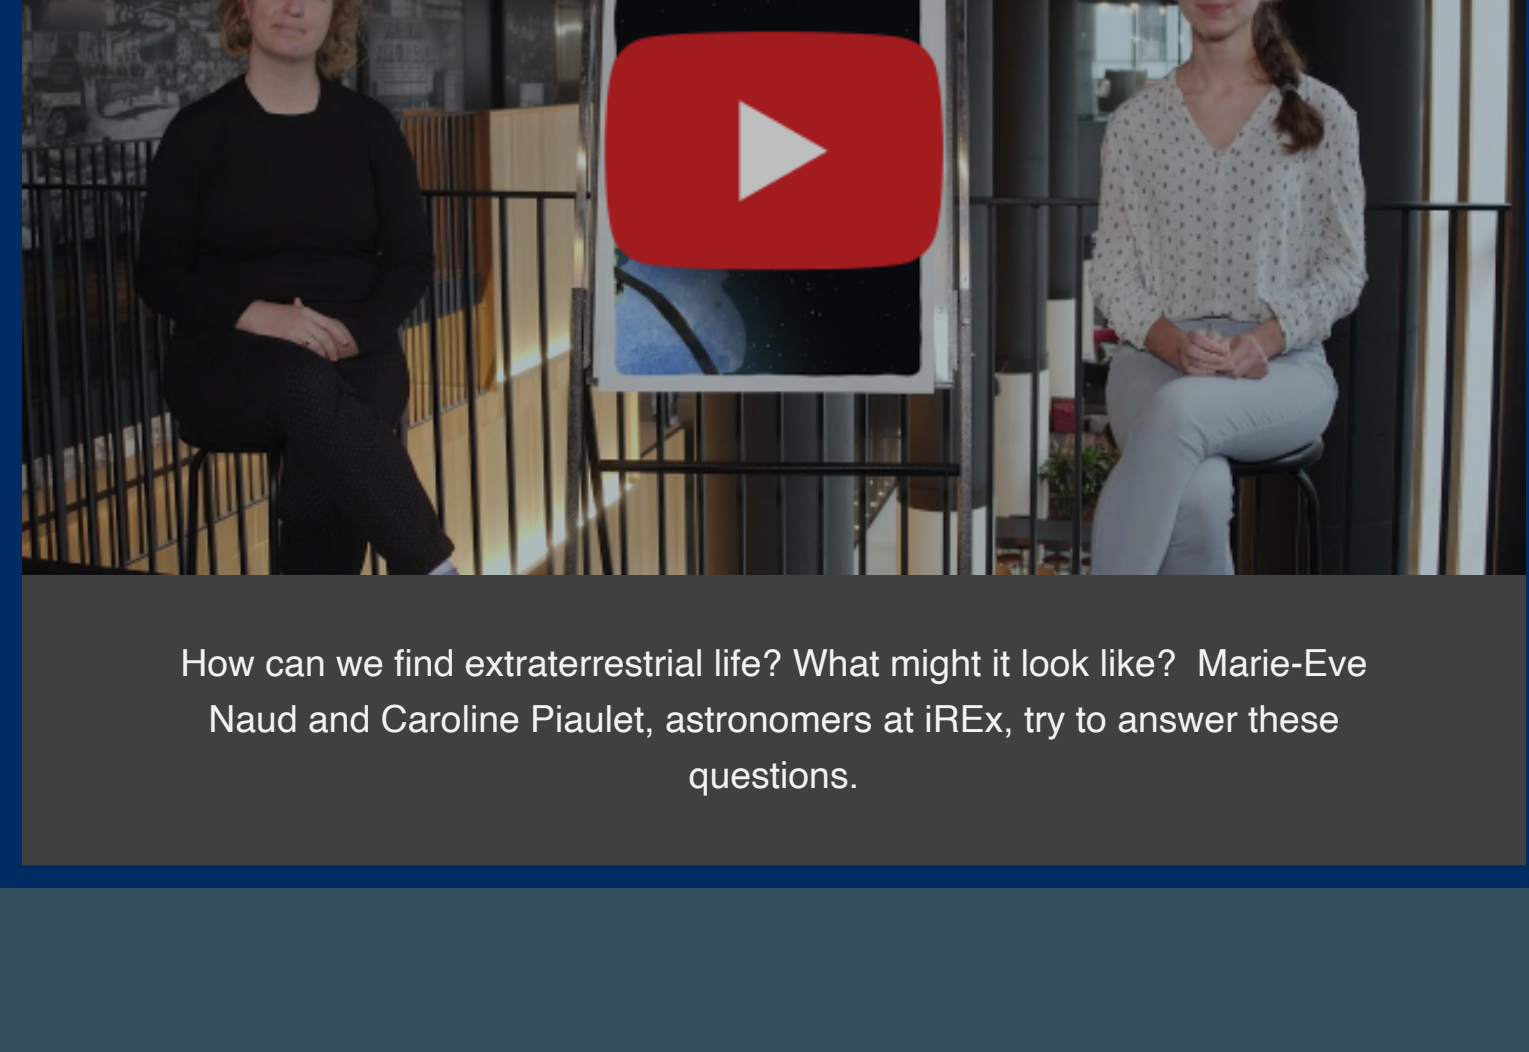 How can we find extraterrestrial life? What might it look like?  Marie-Eve
Naud and Caroline Piaulet, astronomers at iREx, try to answer these
questions.